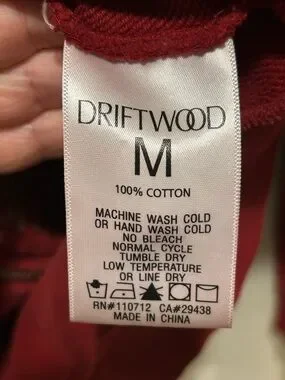 DRIFTWOOD
M
100% COTTON
MACHINE WASH COLD
OR HAND WASH COLD
NO BLEACH
NORMAL CYCLE
TUMBLE DRY
LOW TEMPERATURE
OR LINE DRY
RN#110712 CA#29438
MADE IN CHINA